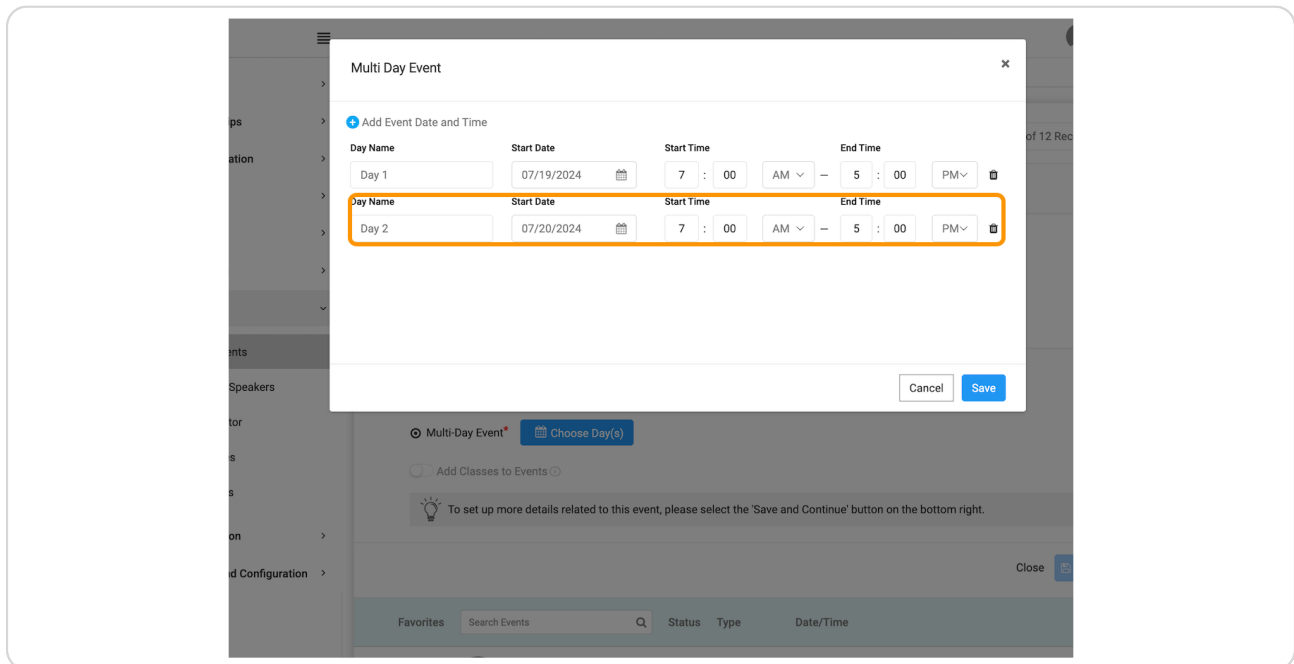 Multi Day Event
×
ps
ation
Add Event Date and Time
of 12 Rec
Day Name Start Date Start Time End Time
Day 1 07/19/2024 7 : 00 AM – 5 : 00 PM
Day Name Start Date Start Time End Time
Day 2 07/20/2024 7 : 00 AM – 5 : 00 PM
ents
Speakers
Cancel Save
tor
Multi-Day Event* Choose Day(s)
s
Add Classes to Events
s
To set up more details related to this event, please select the 'Save and Continue' button on the bottom right.
on
nd Configuration
Close
Favorites Search Events Status Type Date/Time